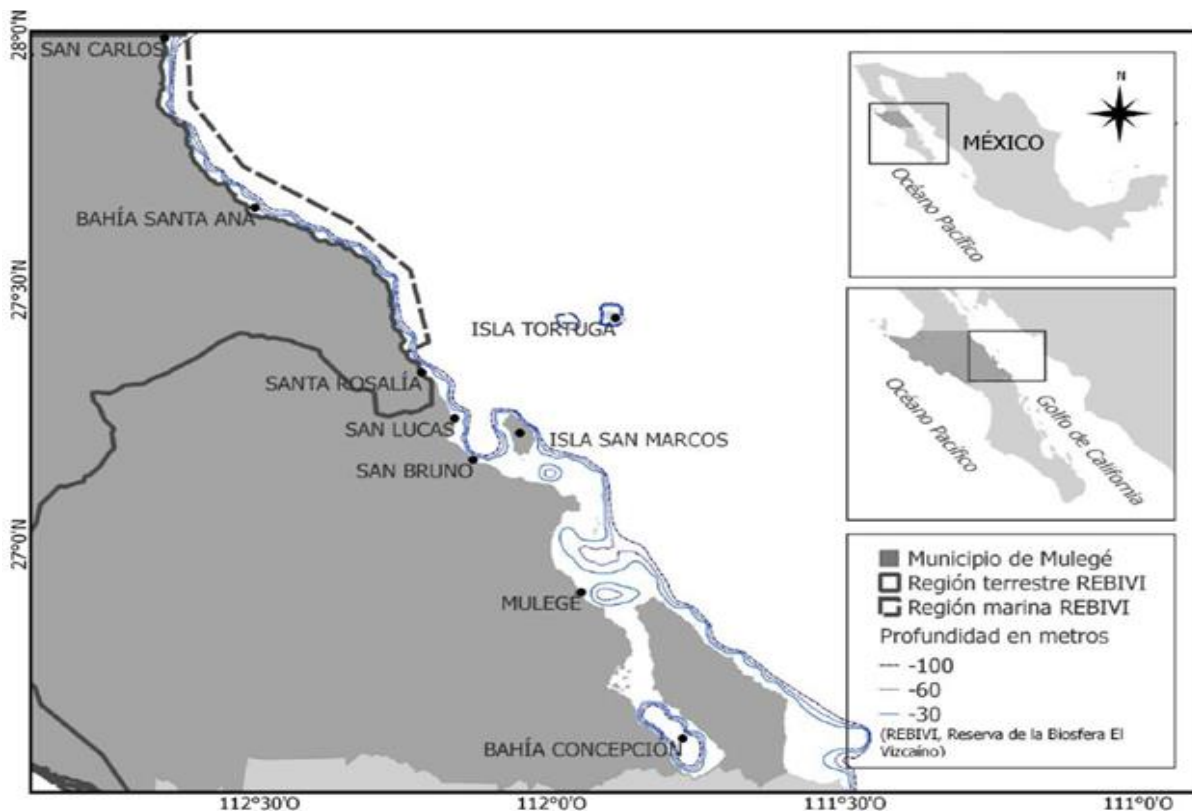 28°0'N
SAN CARLOS
BAHÍA SANTA ANA
27°30'N
ISLA TORTUGA
SANTA ROSALÍA
SAN LUCAS
ISLA SAN MARCOS
SAN BRUNO
27°0'N
MULEGÉ
BAHÍA CONCEPCIÓN
112°30'O
112°0'O
111°30'O
111°0'O
N
MÉXICO
Océano Pacífico
Océano Pacífico
Golfo de California
Municipio de Mulegé
Región terrestre REBIVI
Región marina REBIVI
Profundidad en metros
-100
-60
-30
(REBIVI, Reserva de la Biosfera El
Vizcaíno)